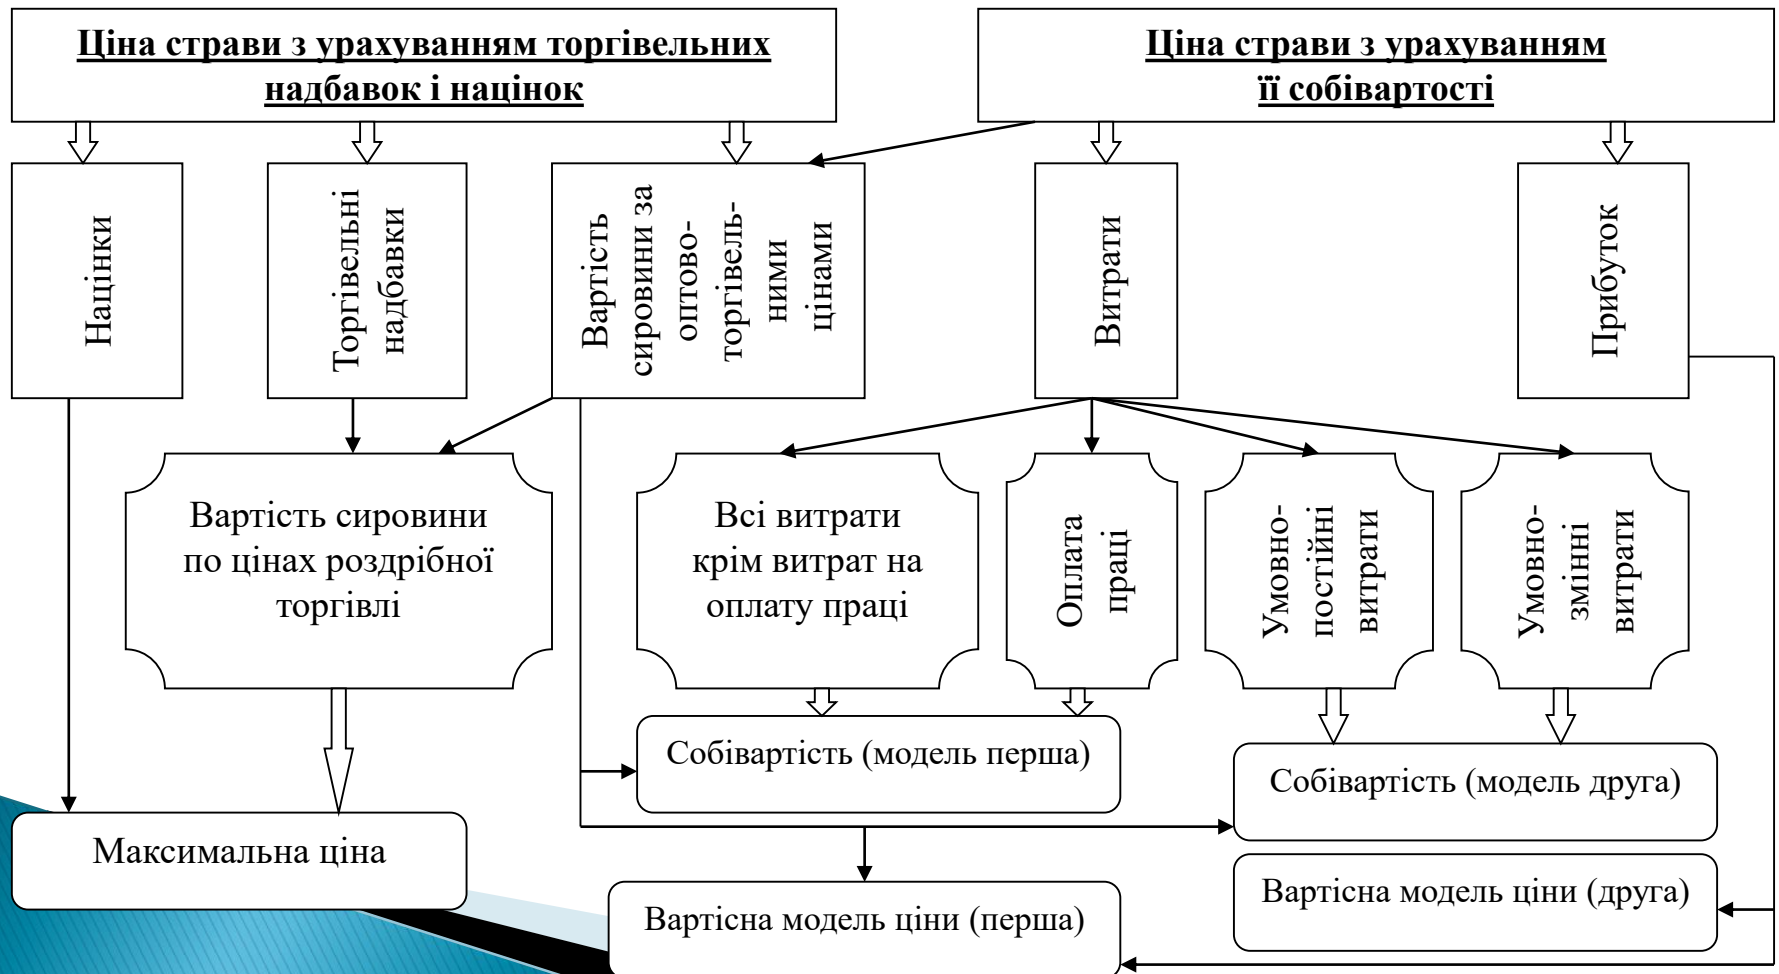 Ціна страви з урахуванням торгівельних
надбавок і націнок
Ціна страви з урахуванням
її собівартості
Націнки
Торгівельні
надбавки
Вартість
сировини за
оптово-
торгівель-
ними
цінами
Витрати
Прибуток
Вартість сировини
по цінах роздрібної
торгівлі
Всі витрати
крім витрат на
оплату праці
Оплата
праці
Умовно-
постійні
витрати
Умовно-
змінні
витрати
Собівартість (модель перша)
Собівартість (модель друга)
Максимальна ціна
Вартісна модель ціни (друга)
Вартісна модель ціни (перша)